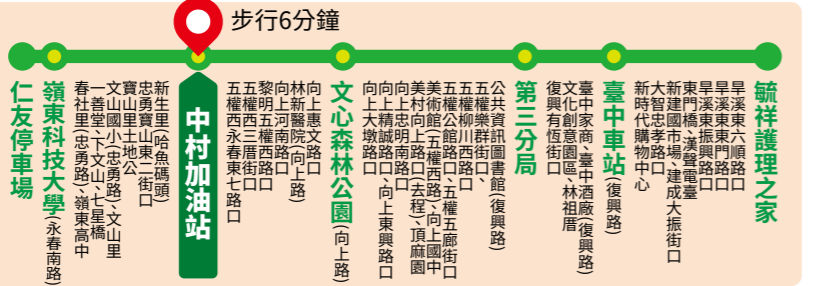 步行6分鐘
仁友停車場
嶺東科技大學(永春南路)
春社里(忠勇路)、嶺東高中
一善堂、下文山、七星橋
文山國小(忠勇路)、文山里
寶山里土地公
忠勇寶山東二街口
新生里(哈魚碼頭)
中村加油站
五權西永春東七路口
五權西三厝街口
黎明五權西路口
向上河南路口
林新醫院(向上路)
向上惠文路口
文心森林公園(向上路)
向上大墩路口
向上精誠路口、向上東興路口
向上忠明南路口
美村向上路口(去程)、頂麻園
美術館(五權西路)、向上國中
五權公館路口、五權五廊街口
五權柳川西路口
五權樂群街口、
公共資訊圖書館(復興路)
第三分局
復興有恆街口
文化創意園區、林祖厝
臺中家商、臺中酒廠(復興路)
臺中車站(復興路)
新時代購物中心
大智忠孝路口
新建國市場、建成大振街口
東門橋、漢聲電臺
旱溪東振興路口
旱溪東東門路口
旱溪東六順路口
毓祥護理之家